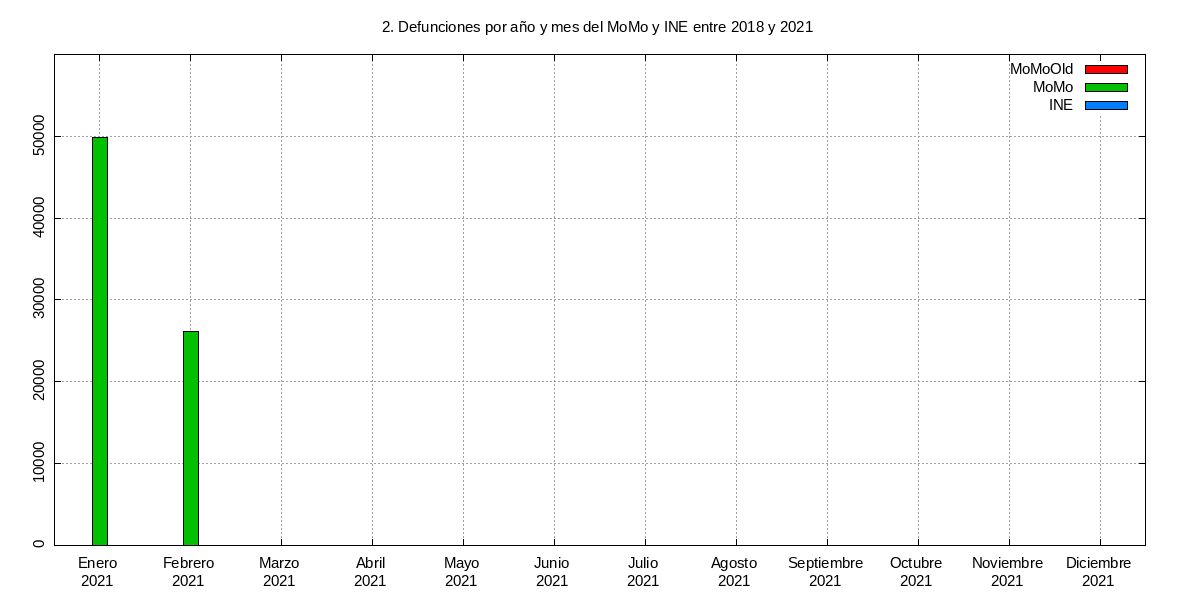 2. Defunciones por año y mes del MoMo y INE entre 2018 y 2021
MoMoOld
MoMo
INE
50000
40000
30000
20000
10000
0
Enero Febrero Marzo Abril Mayo Junio Julio Agosto Septiembre Octubre Noviembre Diciembre
2021 2021 2021 2021 2021 2021 2021 2021 2021 2021 2021 2021